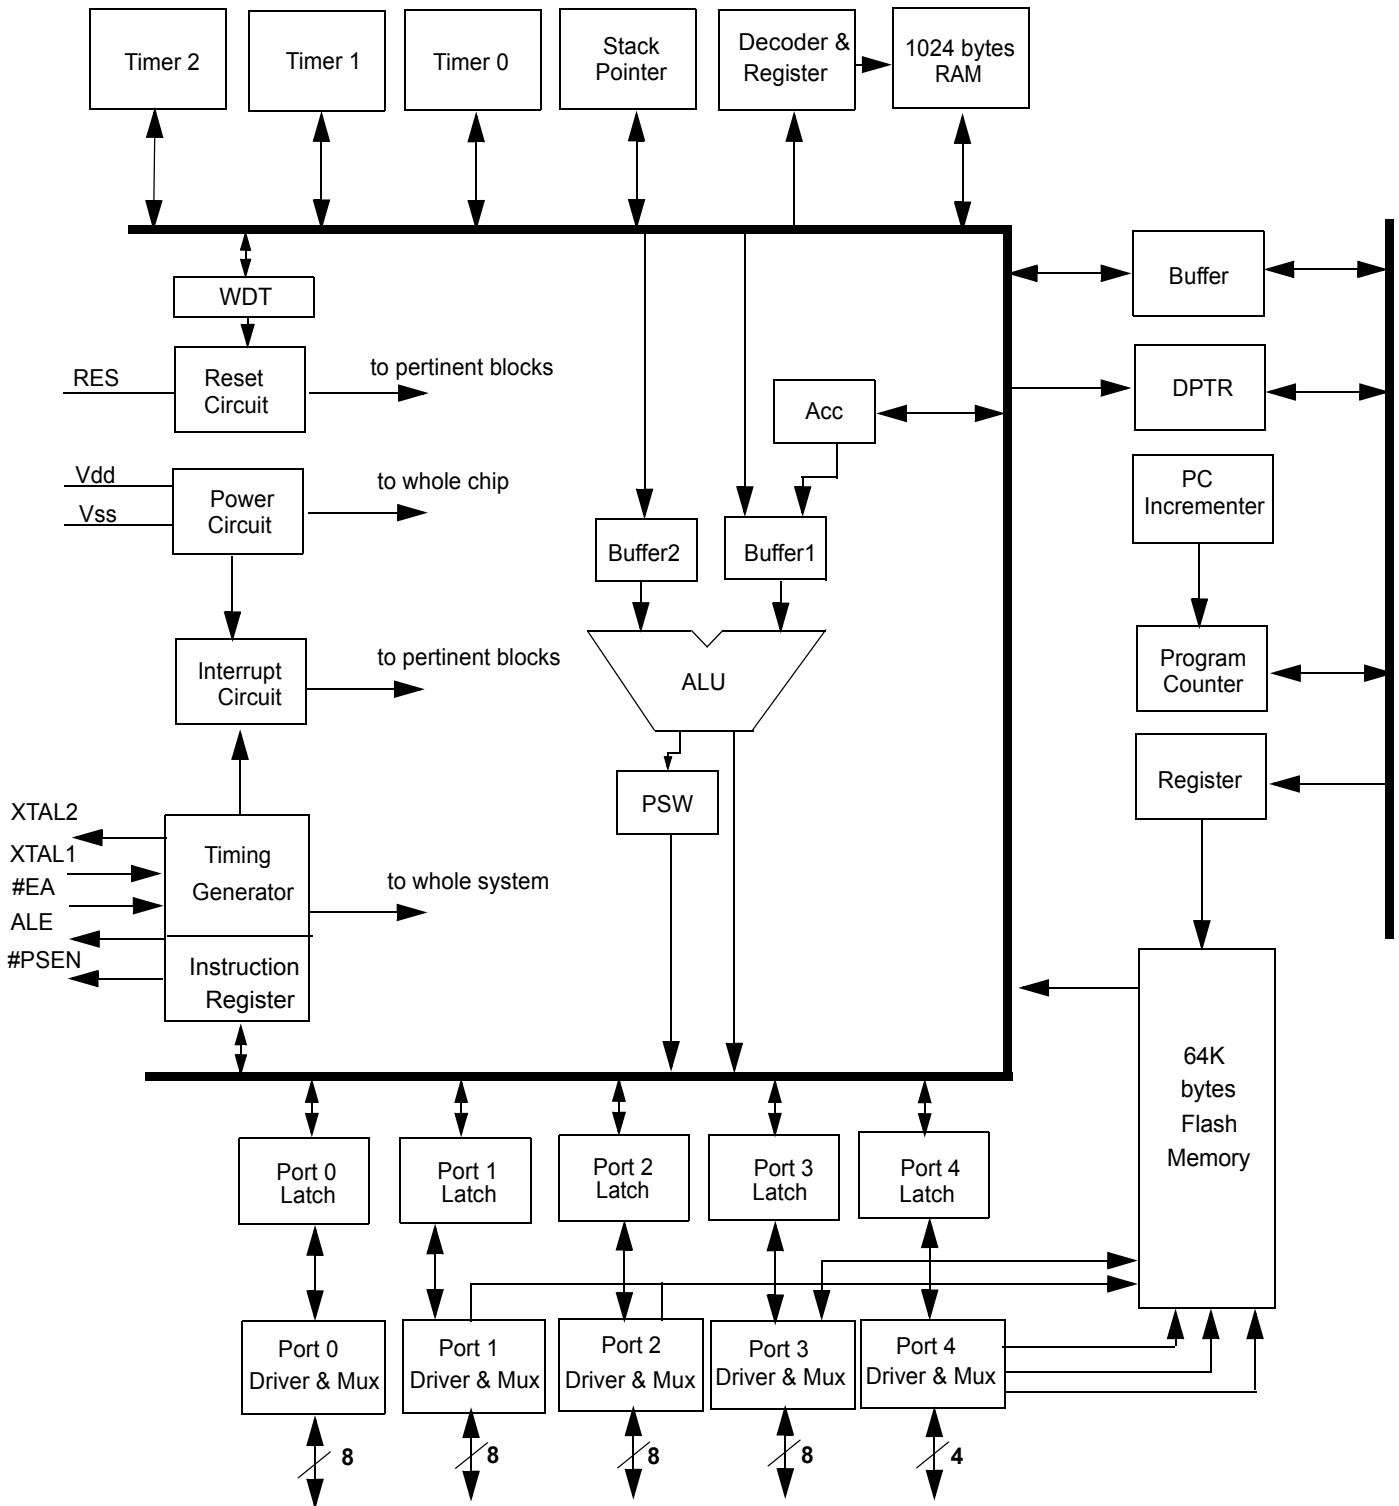 Timer 2
Timer 1
Timer 0
Stack
Pointer
Decoder &
Register
1024 bytes
RAM
WDT
Buffer
RES
Reset
Circuit
to pertinent blocks
Acc
DPTR
Vdd
Vss
Power
Circuit
to whole chip
PC
Incrementer
Buffer2
Buffer1
Interrupt
Circuit
to pertinent blocks
ALU
Program
Counter
PSW
Register
XTAL2
XTAL1
#EA
ALE
#PSEN
Timing
Generator
to whole system
Instruction
Register
64K
bytes
Flash
Memory
Port 0
Latch
Port 1
Latch
Port 2
Latch
Port 3
Latch
Port 4
Latch
Port 0
Driver & Mux
Port 1
Driver & Mux
Port 2
Driver & Mux
Port 3
Driver & Mux
Port 4
Driver & Mux
8
8
8
8
4